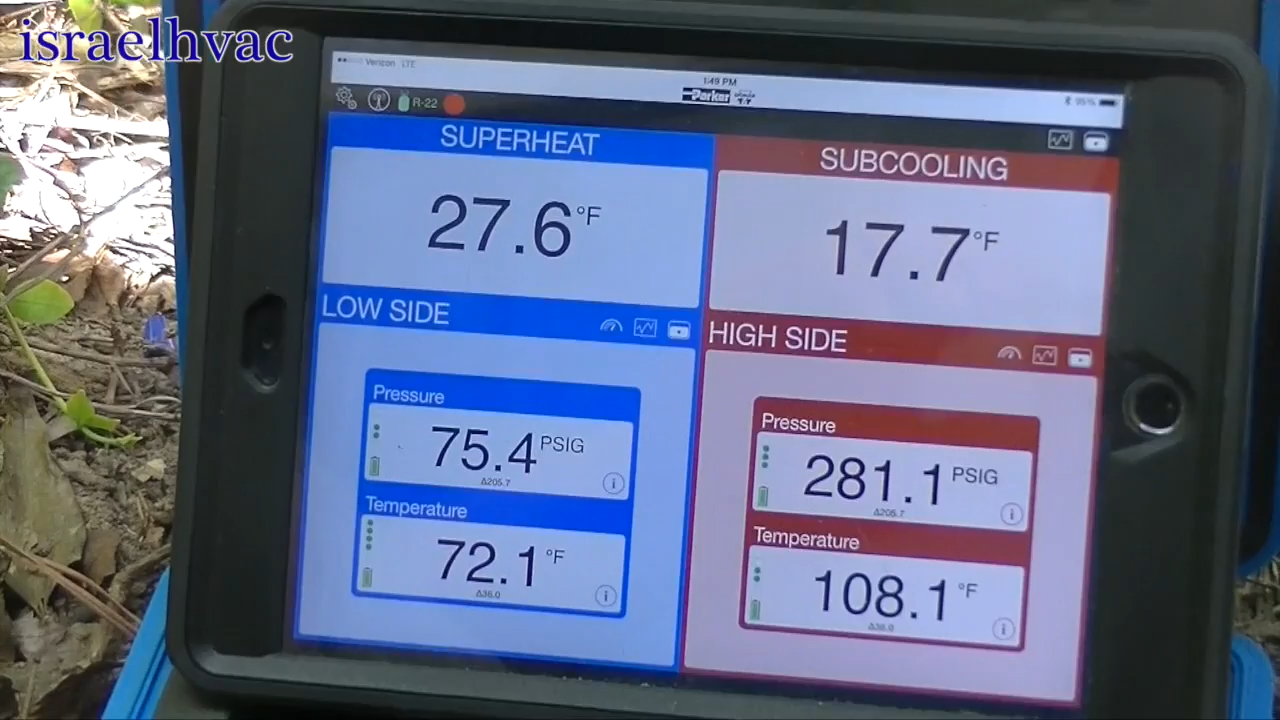 israelhvac
Verizon LTE
1:49 PM
95%
R-22
Parker
SUPERHEAT
27.6°F
SUBCOOLING
17.7°F
LOW SIDE
Pressure
75.4 PSIG
Δ205.7
Temperature
72.1°F
Δ36.0
HIGH SIDE
Pressure
281.1 PSIG
Δ205.7
Temperature
108.1°F
Δ36.0